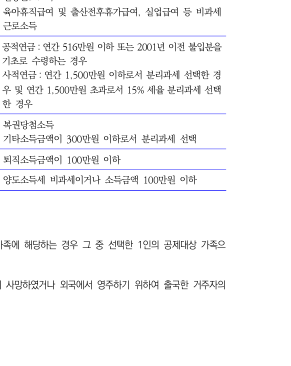 육아휴직급여 및 출산전후휴가급여, 실업급여 등 비과세
근로소득
공적연금 : 연간 516만원 이하 또는 2001년 이전 불입분을
기초로 수령하는 경우
사적연금 : 연간 1,500만원 이하로서 분리과세 선택한 경
우 및 연간 1,500만원 초과로서 15% 세율 분리과세 선택
한 경우
복권당첨소득
기타소득금액이 300만원 이하로서 분리과세 선택
퇴직소득금액이 100만원 이하
양도소득세 비과세이거나 소득금액 100만원 이하
가족에 해당하는 경우 그 중 선택한 1인의 공제대상 가족으
사망하였거나 외국에서 영주하기 위하여 출국한 거주자의